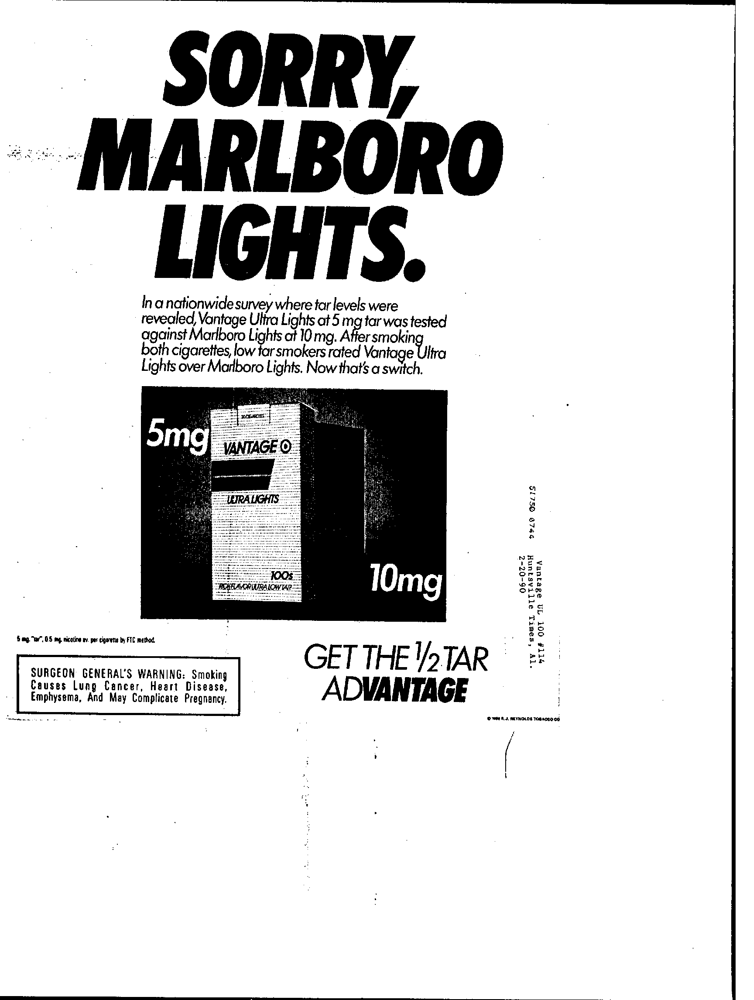 SORRY,
MARLBORO
LIGHTS.
In a nationwide survey where tar levels were
revealed, Vantage Ultra Lights at 5 mg tar was tested
against Marlboro Lights at 10 mg. After smoking
both cigarettes, low tar smokers rated Vantage Ultra
Lights over Marlboro Lights. Now that's a switch.
5mg
VANTAGE
ULTRA LIGHTS
100s
RICH FLAVOR ULTRA LOW TAR
10mg
51750 0744
Vantage UL 100 #114
Huntsville Times, Al.
2-20-90
5 mg. "tar", 0.5 mg. nicotine av. per cigarette by FTC method.
SURGEON GENERAL'S WARNING: Smoking
Causes Lung Cancer, Heart Disease,
Emphysema, And May Complicate Pregnancy.
GET THE 1/2 TAR
ADVANTAGE
© R.J. REYNOLDS TOBACCO CO